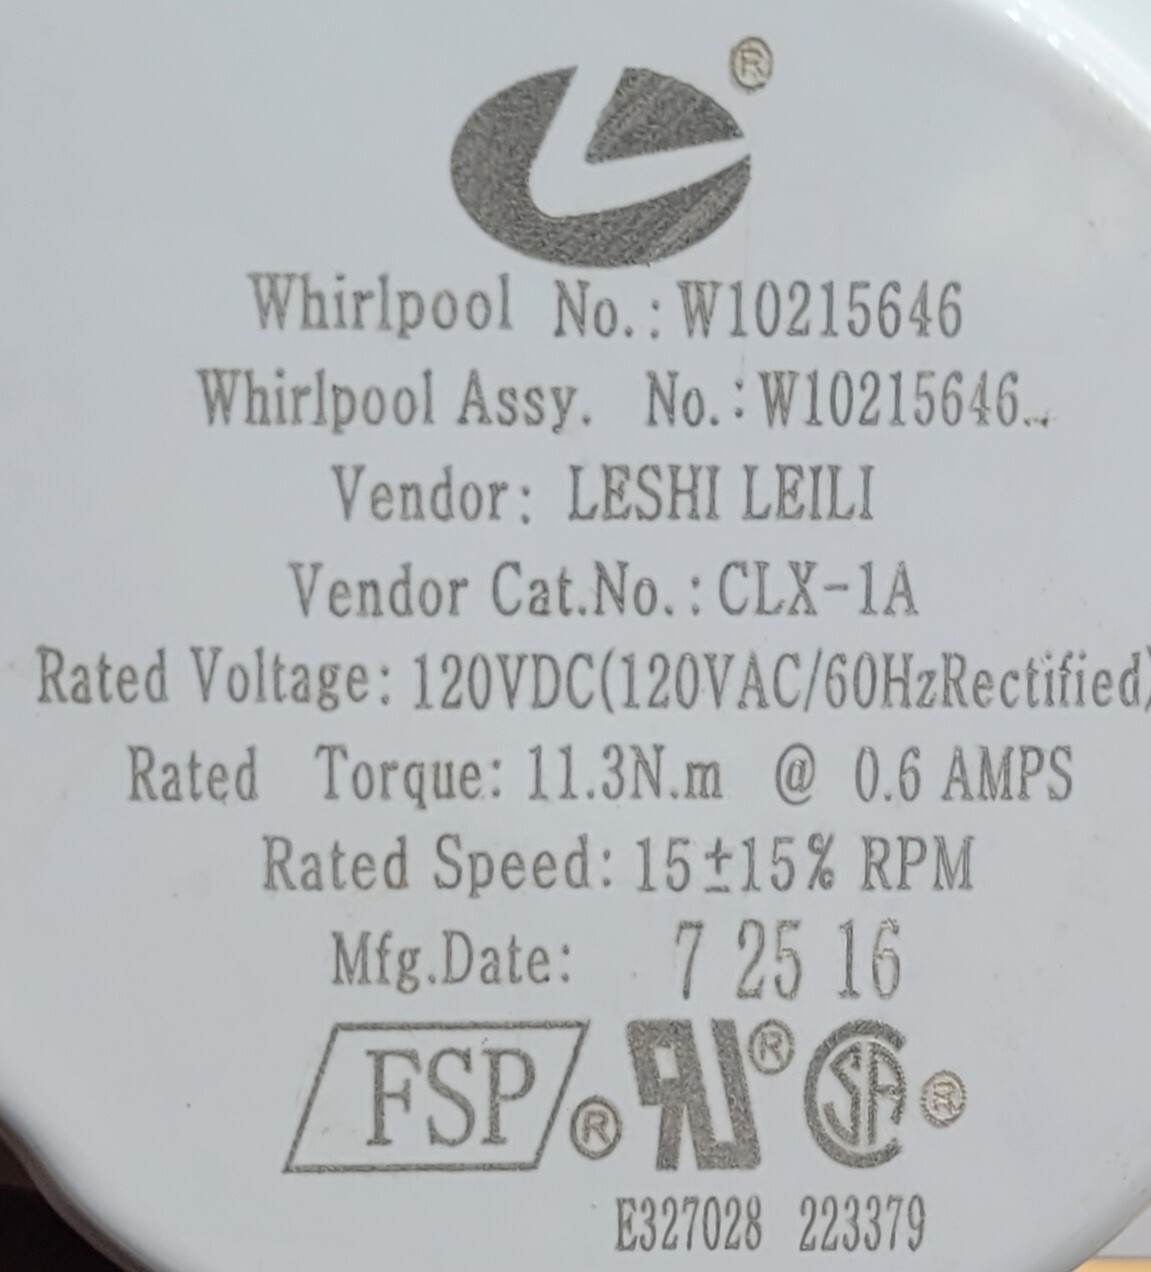 ®
Whirlpool No.: W10215646
Whirlpool Assy. No.: W10215646
Vendor: LESHI LEILI
Vendor Cat.No.: CLX-1A
Rated Voltage: 120VDC(120VAC/60HzRectified)
Rated Torque: 11.3N.m @ 0.6 AMPS
Rated Speed: 15±15% RPM
Mfg.Date: 7 25 16
FSP® RU® SA®
E327028 223379